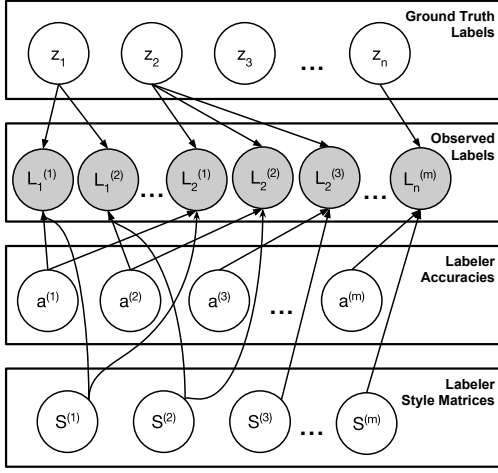 Ground Truth
Labels
z1 z2 z3 ... zn
Observed
Labels
L1(1) L1(2) ... L2(1) L2(2) L2(3) ... Ln(m)
Labeler
Accuracies
a(1) a(2) a(3) ... a(m)
Labeler
Style Matrices
S(1) S(2) S(3) ... S(m)